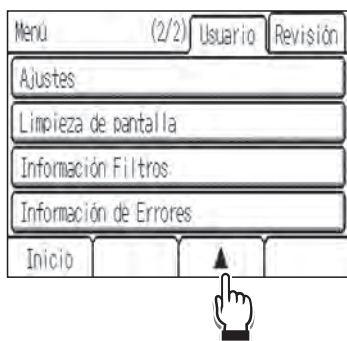 Menú (2/2) Usuario Revisión
Ajustes
Limpieza de pantalla
Información Filtros
Información de Errores
Inicio ▲